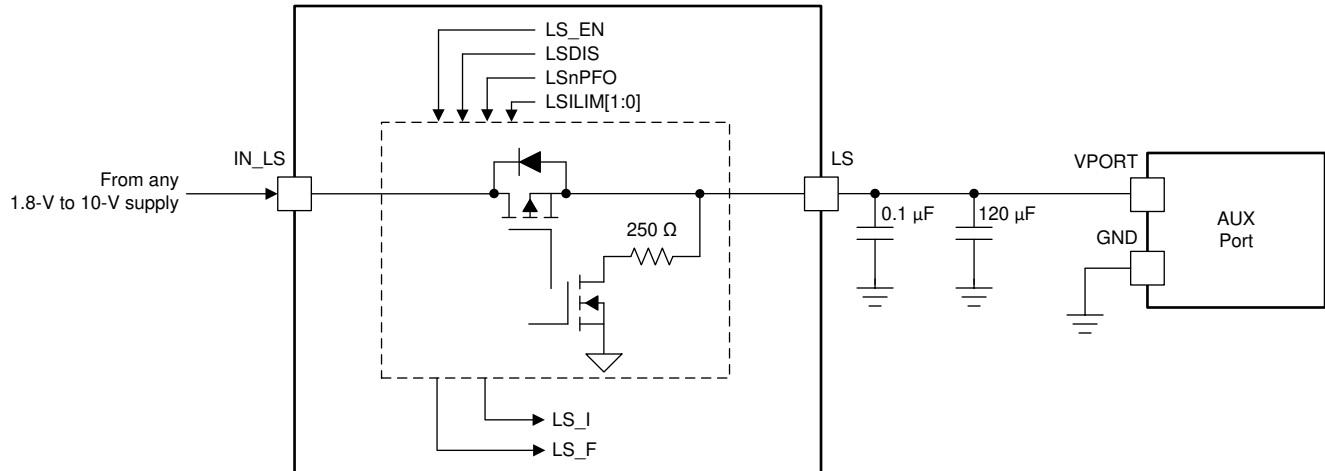 LS_EN
LSDIS
LSnPFO
LSILIM[1:0]
IN_LS
From any
1.8-V to 10-V supply
250 Ω
LS
0.1 µF
120 µF
VPORT
GND
AUX
Port
LS_I
LS_F